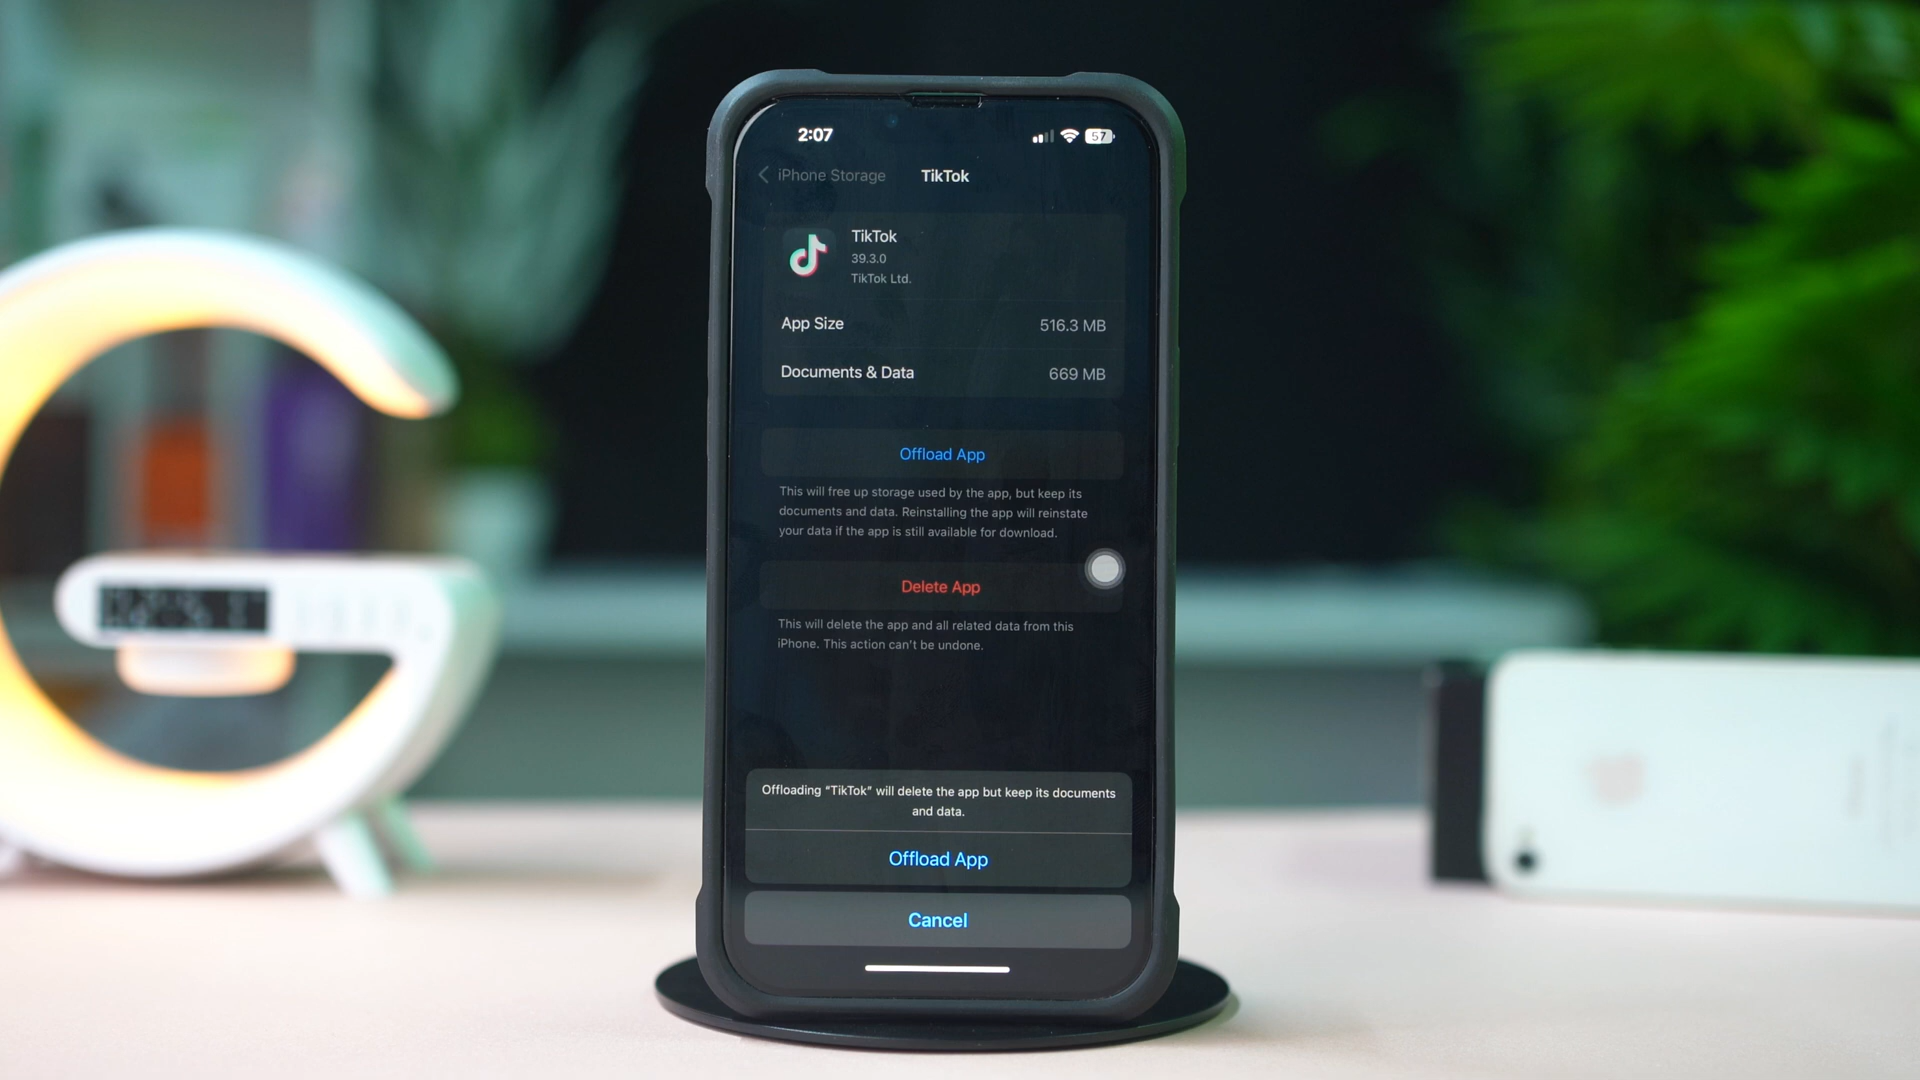 2:07
57
iPhone Storage
TikTok
TikTok
39.3.0
TikTok Ltd.
App Size
516.3 MB
Documents & Data
669 MB
Offload App
This will free up storage used by the app, but keep its
documents and data. Reinstalling the app will reinstate
your data if the app is still available for download.
Delete App
This will delete the app and all related data from this
iPhone. This action can't be undone.
Offloading “TikTok” will delete the app but keep its documents
and data.
Offload App
Cancel